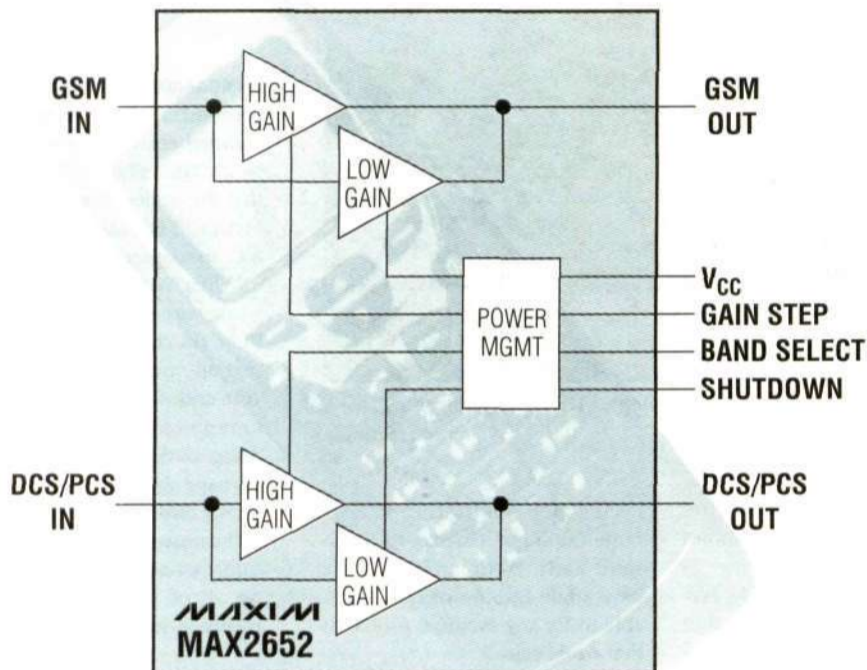 GSM
IN
HIGH
GAIN
GSM
OUT
LOW
GAIN
POWER
MGMT
VCC
GAIN STEP
BAND SELECT
SHUTDOWN
DCS/PCS
IN
HIGH
GAIN
DCS/PCS
OUT
LOW
GAIN
MAXIM
MAX2652